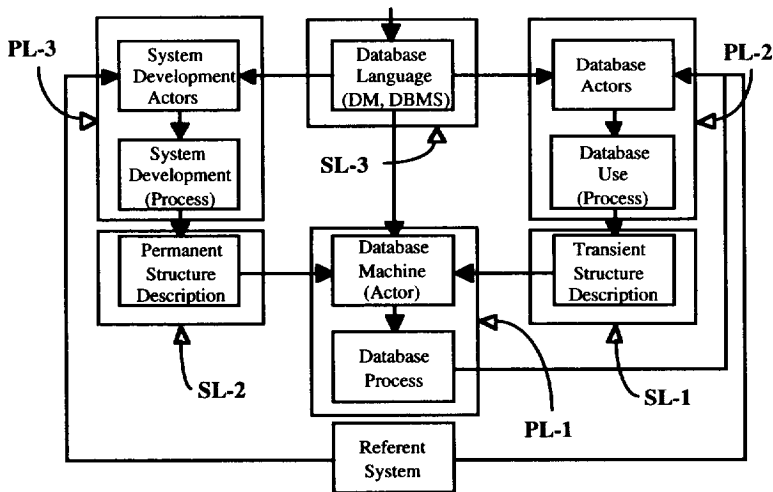 PL-3
System
Development
Actors
Database
Language
(DM, DBMS)
Database
Actors
PL-2
System
Development
(Process)
SL-3
Database
Use
(Process)
Permanent
Structure
Description
Database
Machine
(Actor)
Transient
Structure
Description
Database
Process
SL-2
SL-1
PL-1
Referent
System